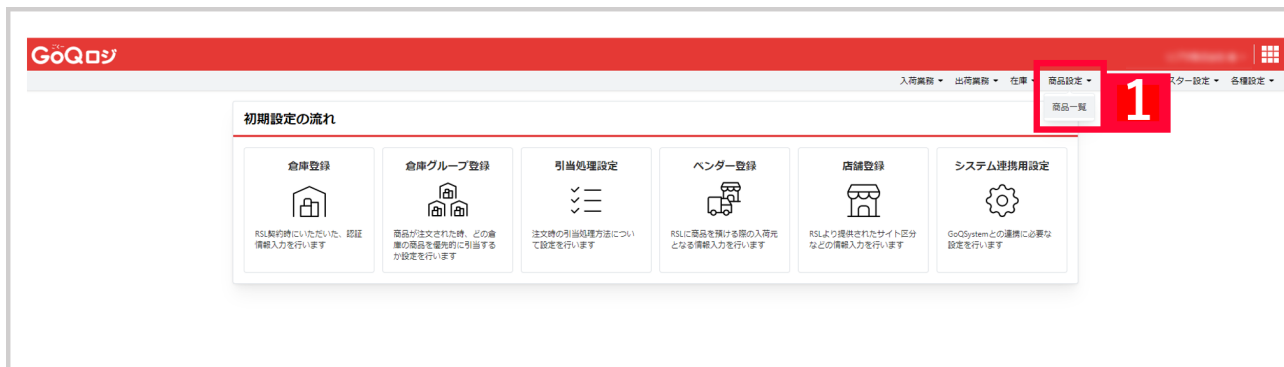 ごくー
GoQロジ
入荷業務 出荷業務 在庫 商品設定 スター設定 各種設定
商品一覧
1
初期設定の流れ
倉庫登録
RSL契約時にいただいた、認証
情報入力を行います
倉庫グループ登録
商品が注文された時、どの倉
庫の商品を優先的に引当する
か設定を行います
引当処理設定
注文時の引当処理方法につい
て設定を行います
ベンダー登録
RSLに商品を預ける際の入荷元
となる情報入力を行います
店舗登録
RSLより提供されたサイト区分
などの情報入力を行います
システム連携用設定
GoQSystemとの連携に必要な
設定を行います